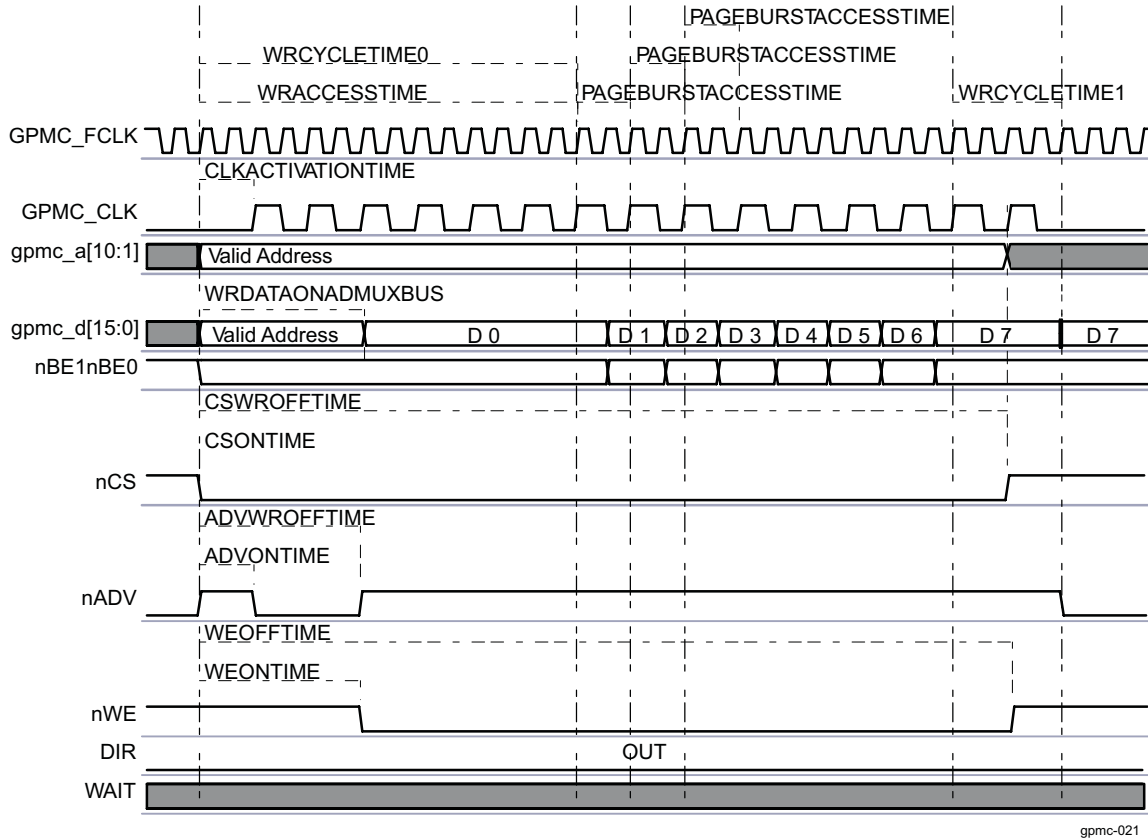 PAGEBURSTACCESSTIME
WRCYCLETIME0 PAGEBURSTACCESSTIME
WRACCESSTIME PAGEBURSTACCESSTIME WRCYCLETIME1
GPMC_FCLK
CLKACTIVATIONTIME
GPMC_CLK
gpmc_a[10:1] Valid Address
WRDATAONADMUXBUS
gpmc_d[15:0] Valid Address D 0 D 1 D 2 D 3 D 4 D 5 D 6 D 7 D 7
nBE1nBE0
CSWROFFTIME
CSONTIME
nCS
ADVWROFFTIME
ADVONTIME
nADV
WEOFFTIME
WEONTIME
nWE
DIR OUT
WAIT
gpmc-021